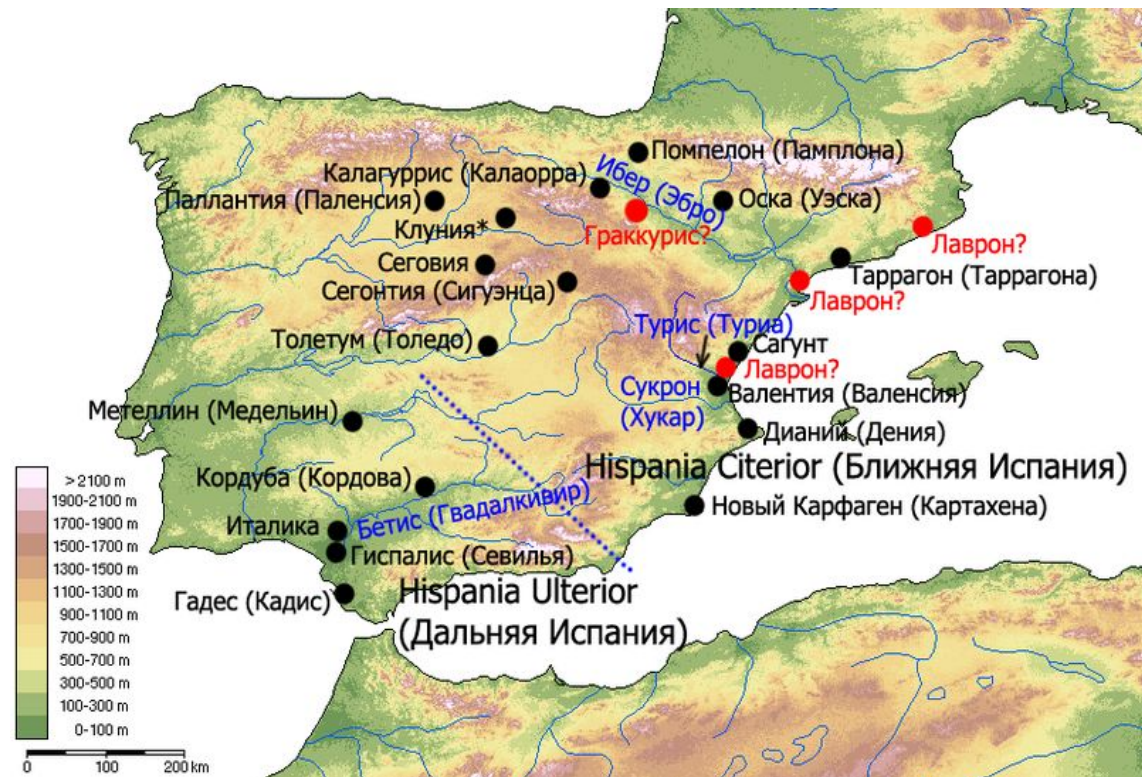 Помпелон (Памплона)
Калагуррис (Калаорра)
Ибер (Эбро)
Паллантия (Паленсия)
Оска (Уэска)
Клуния*
Граккурис?
Лаврон?
Сеговия
Таррагон (Таррагона)
Сегонтия (Сигуэнца)
Лаврон?
Турис (Туриа)
Толетум (Толедо)
Сагунт
Лаврон?
Сукрон
(Хукар)
Валентия (Валенсия)
Метеллин (Медельин)
Дианий (Дения)
Hispania Citerior (Ближняя Испания)
Кордуба (Кордова)
Бетис (Гвадалкивир)
Новый Карфаген (Картахена)
Италика
Гиспалис (Севилья)
Гадес (Кадис)
Hispania Ulterior
(Дальняя Испания)
> 2100 m
1900-2100 m
1700-1900 m
1500-1700 m
1300-1500 m
1100-1300 m
900-1100 m
700-900 m
500-700 m
300-500 m
100-300 m
0-100 m
0 100 200 km